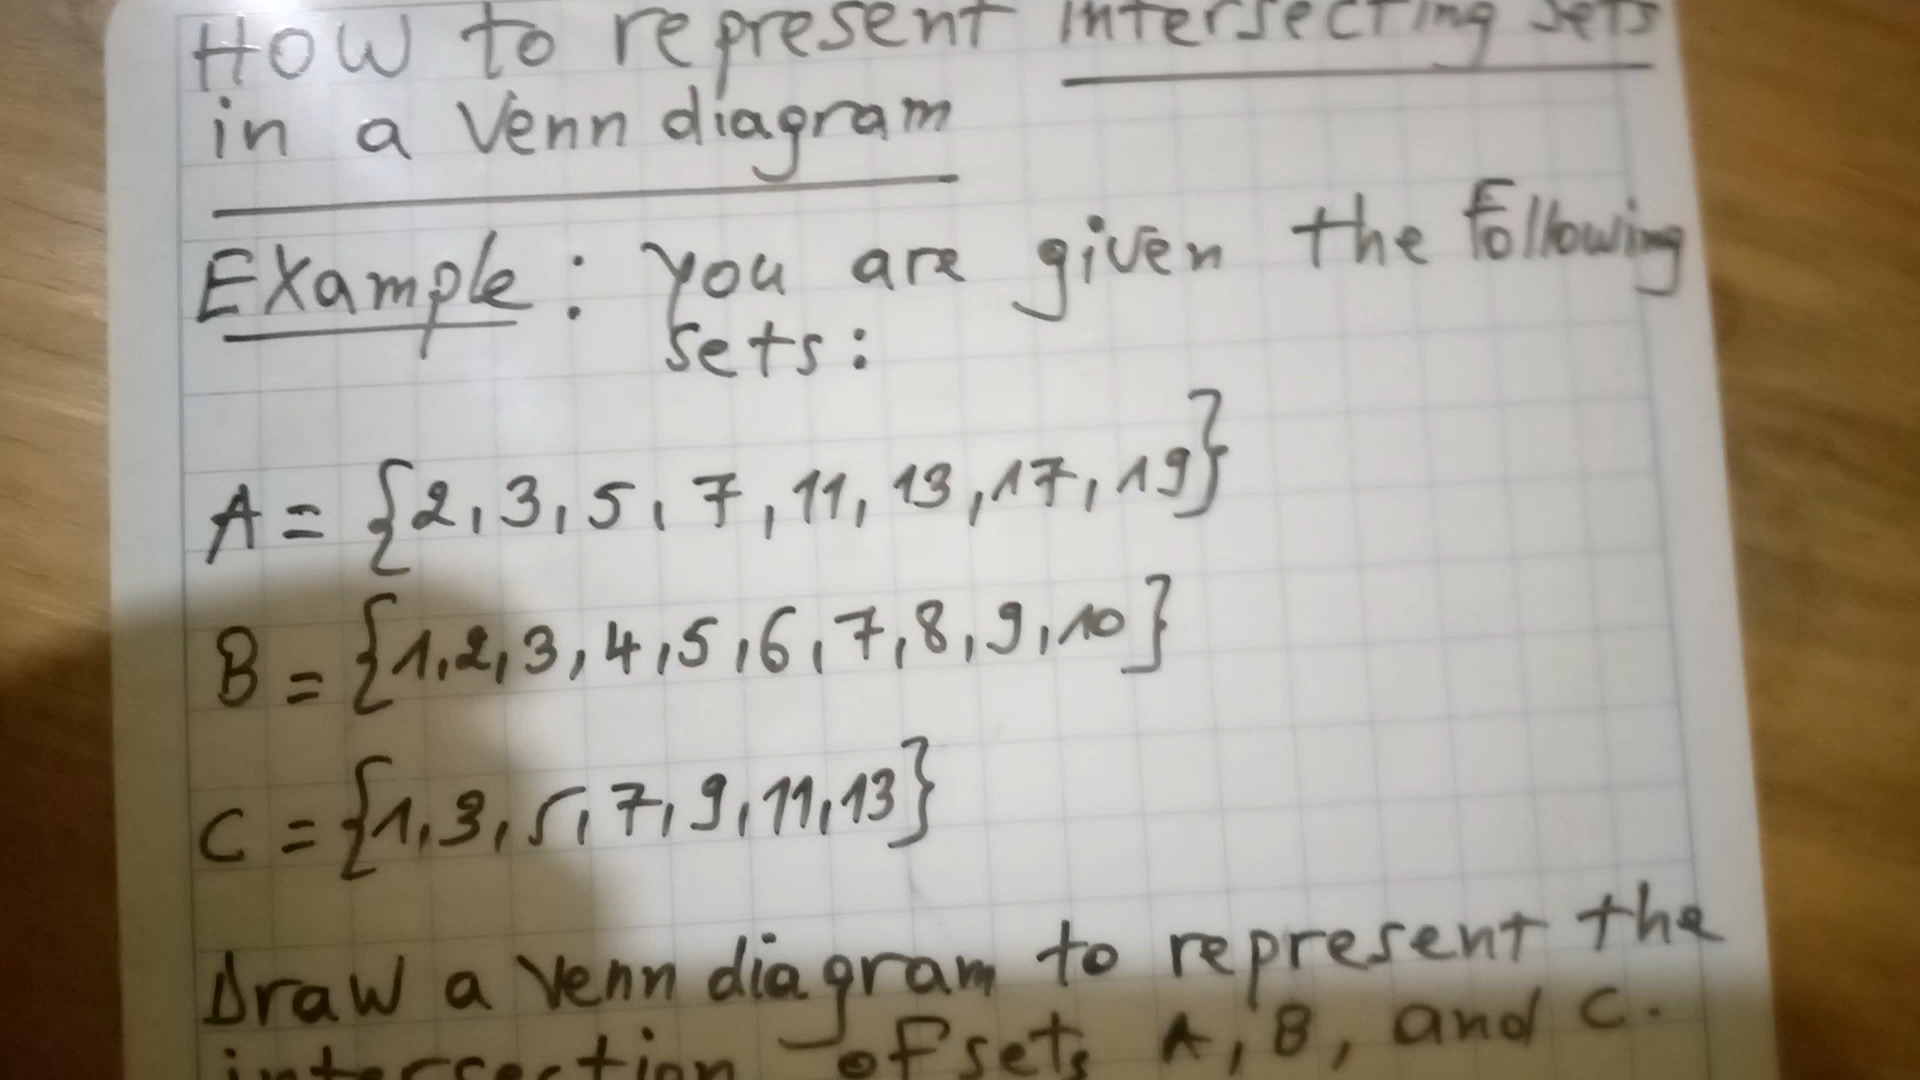 How to represent intersecting sets
in a Venn diagram
Example: You are given the following
sets:
A = {2, 3, 5, 7, 11, 13, 17, 19}
B = {1, 2, 3, 4, 5, 6, 7, 8, 9, 10}
C = {1, 3, 5, 7, 9, 11, 13}
Draw a Venn diagram to represent the
intersection of sets A, B, and C.